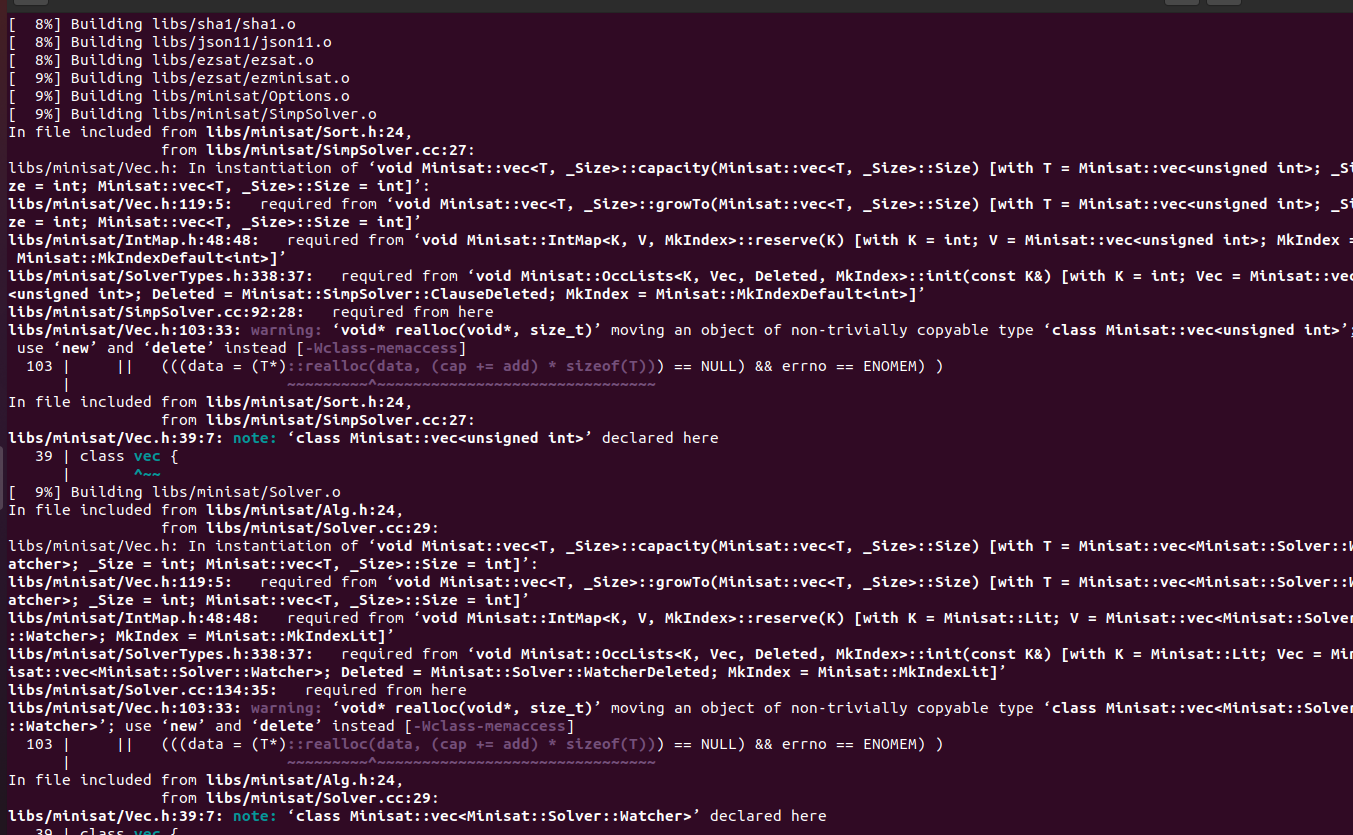 [  8%] Building libs/sha1/sha1.o
[  8%] Building libs/json11/json11.o
[  8%] Building libs/ezsat/ezsat.o
[  9%] Building libs/ezsat/ezminisat.o
[  9%] Building libs/minisat/Options.o
[  9%] Building libs/minisat/SimpSolver.o
In file included from libs/minisat/Sort.h:24,
                 from libs/minisat/SimpSolver.cc:27:
libs/minisat/Vec.h: In instantiation of ‘void Minisat::vec<T, _Size>::capacity(Minisat::vec<T, _Size>::Size) [with T = Minisat::vec<unsigned int>; _Si
ze = int; Minisat::vec<T, _Size>::Size = int]’:
libs/minisat/Vec.h:119:5:   required from ‘void Minisat::vec<T, _Size>::growTo(Minisat::vec<T, _Size>::Size) [with T = Minisat::vec<unsigned int>; _Si
ze = int; Minisat::vec<T, _Size>::Size = int]’
libs/minisat/IntMap.h:48:48:   required from ‘void Minisat::IntMap<K, V, MkIndex>::reserve(K) [with K = int; V = Minisat::vec<unsigned int>; MkIndex =
 Minisat::MkIndexDefault<int>]’
libs/minisat/SolverTypes.h:338:37:   required from ‘void Minisat::OccLists<K, Vec, Deleted, MkIndex>::init(const K&) [with K = int; Vec = Minisat::vec
<unsigned int>; Deleted = Minisat::SimpSolver::ClauseDeleted; MkIndex = Minisat::MkIndexDefault<int>]’
libs/minisat/SimpSolver.cc:92:28:   required from here
libs/minisat/Vec.h:103:33: warning: ‘void* realloc(void*, size_t)’ moving an object of non-trivially copyable type ‘class Minisat::vec<unsigned int>’;
 use ‘new’ and ‘delete’ instead [-Wclass-memaccess]
  103 |     ||   (((data = (T*)::realloc(data, (cap += add) * sizeof(T))) == NULL) && errno == ENOMEM) )
      |                        ~~~~~~~~~^~~~~~~~~~~~~~~~~~~~~~~~~~~~~~~~
In file included from libs/minisat/Sort.h:24,
                 from libs/minisat/SimpSolver.cc:27:
libs/minisat/Vec.h:39:7: note: ‘class Minisat::vec<unsigned int>’ declared here
   39 | class vec {
      |       ^~~
[  9%] Building libs/minisat/Solver.o
In file included from libs/minisat/Alg.h:24,
                 from libs/minisat/Solver.cc:29:
libs/minisat/Vec.h: In instantiation of ‘void Minisat::vec<T, _Size>::capacity(Minisat::vec<T, _Size>::Size) [with T = Minisat::vec<Minisat::Solver::W
atcher>; _Size = int; Minisat::vec<T, _Size>::Size = int]’:
libs/minisat/Vec.h:119:5:   required from ‘void Minisat::vec<T, _Size>::growTo(Minisat::vec<T, _Size>::Size) [with T = Minisat::vec<Minisat::Solver::W
atcher>; _Size = int; Minisat::vec<T, _Size>::Size = int]’
libs/minisat/IntMap.h:48:48:   required from ‘void Minisat::IntMap<K, V, MkIndex>::reserve(K) [with K = Minisat::Lit; V = Minisat::vec<Minisat::Solver
::Watcher>; MkIndex = Minisat::MkIndexLit]’
libs/minisat/SolverTypes.h:338:37:   required from ‘void Minisat::OccLists<K, Vec, Deleted, MkIndex>::init(const K&) [with K = Minisat::Lit; Vec = Min
isat::vec<Minisat::Solver::Watcher>; Deleted = Minisat::Solver::WatcherDeleted; MkIndex = Minisat::MkIndexLit]’
libs/minisat/Solver.cc:134:35:   required from here
libs/minisat/Vec.h:103:33: warning: ‘void* realloc(void*, size_t)’ moving an object of non-trivially copyable type ‘class Minisat::vec<Minisat::Solver
::Watcher>’; use ‘new’ and ‘delete’ instead [-Wclass-memaccess]
  103 |     ||   (((data = (T*)::realloc(data, (cap += add) * sizeof(T))) == NULL) && errno == ENOMEM) )
      |                        ~~~~~~~~~^~~~~~~~~~~~~~~~~~~~~~~~~~~~~~~~
In file included from libs/minisat/Alg.h:24,
                 from libs/minisat/Solver.cc:29:
libs/minisat/Vec.h:39:7: note: ‘class Minisat::vec<Minisat::Solver::Watcher>’ declared here
   39 | class vec {